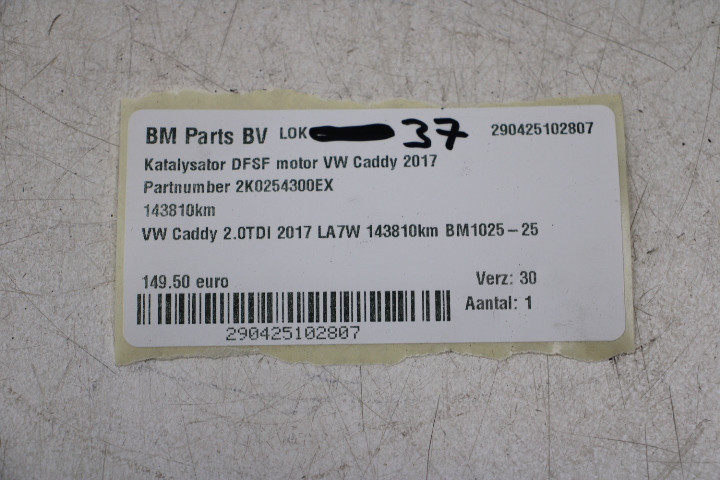 BM Parts BV LOK 37 290425102807
Katalysator DFSF motor VW Caddy 2017
Partnumber 2K0254300EX
143810km
VW Caddy 2.0TDI 2017 LA7W 143810km BM1025-25
149.50 euro Verz: 30
Aantal: 1
290425102807